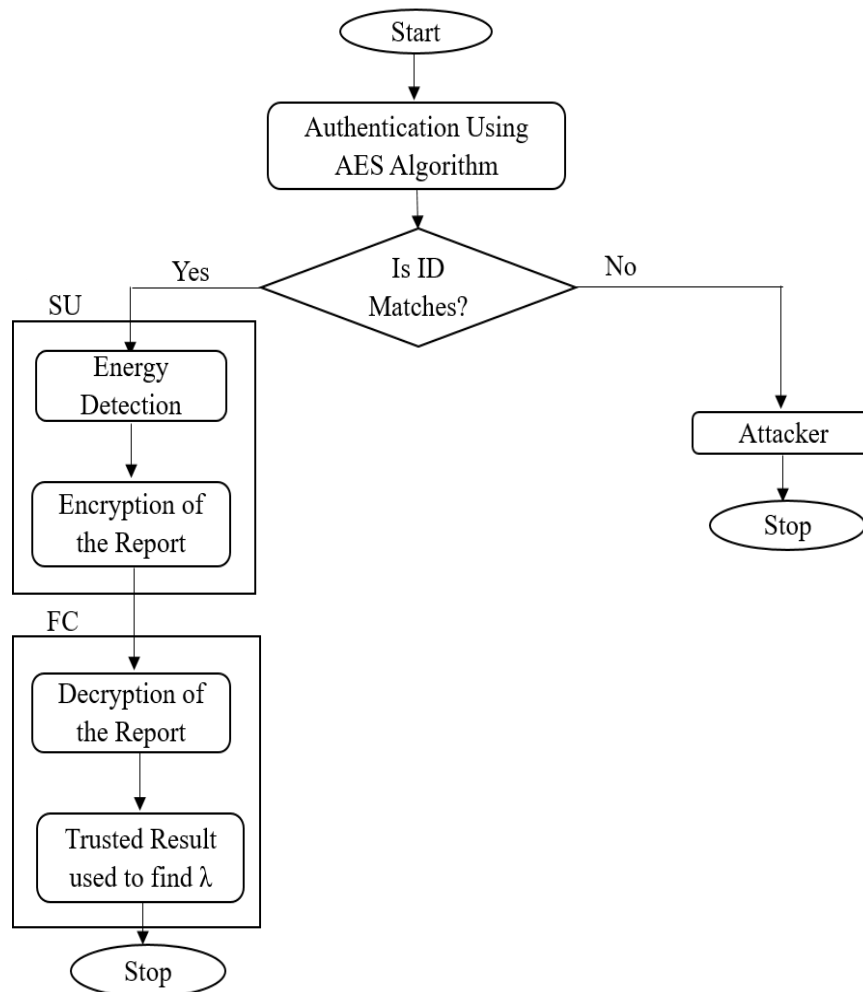 Start
Authentication Using
AES Algorithm
Is ID
Matches?
Yes
No
SU
Energy
Detection
Encryption of
the Report
Attacker
Stop
FC
Decryption of
the Report
Trusted Result
used to find λ
Stop